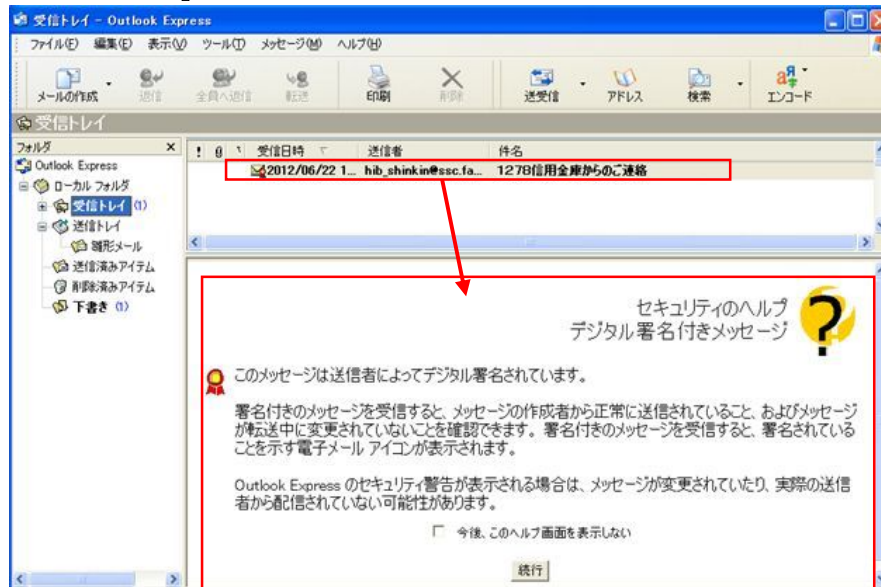 受信トレイ - Outlook Express
ファイル(F) 編集(E) 表示(V) ツール(T) メッセージ(M) ヘルプ(H)
メールの作成 返信 全員へ返信 転送 印刷 削除 送受信 アドレス 検索 エンコード
受信トレイ
フォルダ
Outlook Express
ローカル フォルダ
受信トレイ (1)
送信トレイ
雛形メール
送信済みアイテム
削除済みアイテム
下書き (1)
! 受信日時 送信者 件名
2012/06/22 1... hib_shinkin@ssc.fa... 1278信用金庫からのご連絡
セキュリティのヘルプ
デジタル署名付きメッセージ
このメッセージは送信者によってデジタル署名されています。
署名付きのメッセージを受信すると、メッセージの作成者から正常に送信されていること、およびメッセージ
が転送中に変更されていないことを確認できます。署名付きのメッセージを受信すると、署名されている
ことを示す電子メール アイコンが表示されます。
Outlook Express のセキュリティ警告が表示される場合は、メッセージが変更されていたり、実際の送信
者から配信されていない可能性があります。
今後、このヘルプ画面を表示しない
続行